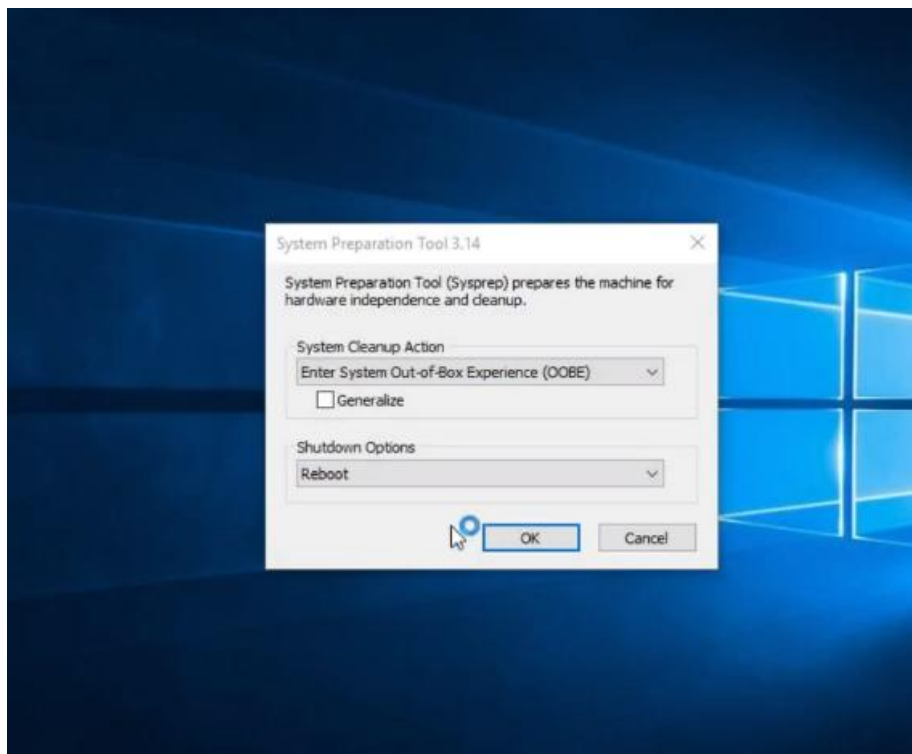 System Preparation Tool 3.14
System Preparation Tool (Sysprep) prepares the machine for
hardware independence and cleanup.
System Cleanup Action
Enter System Out-of-Box Experience (OOBE)
Generalize
Shutdown Options
Reboot
OK
Cancel